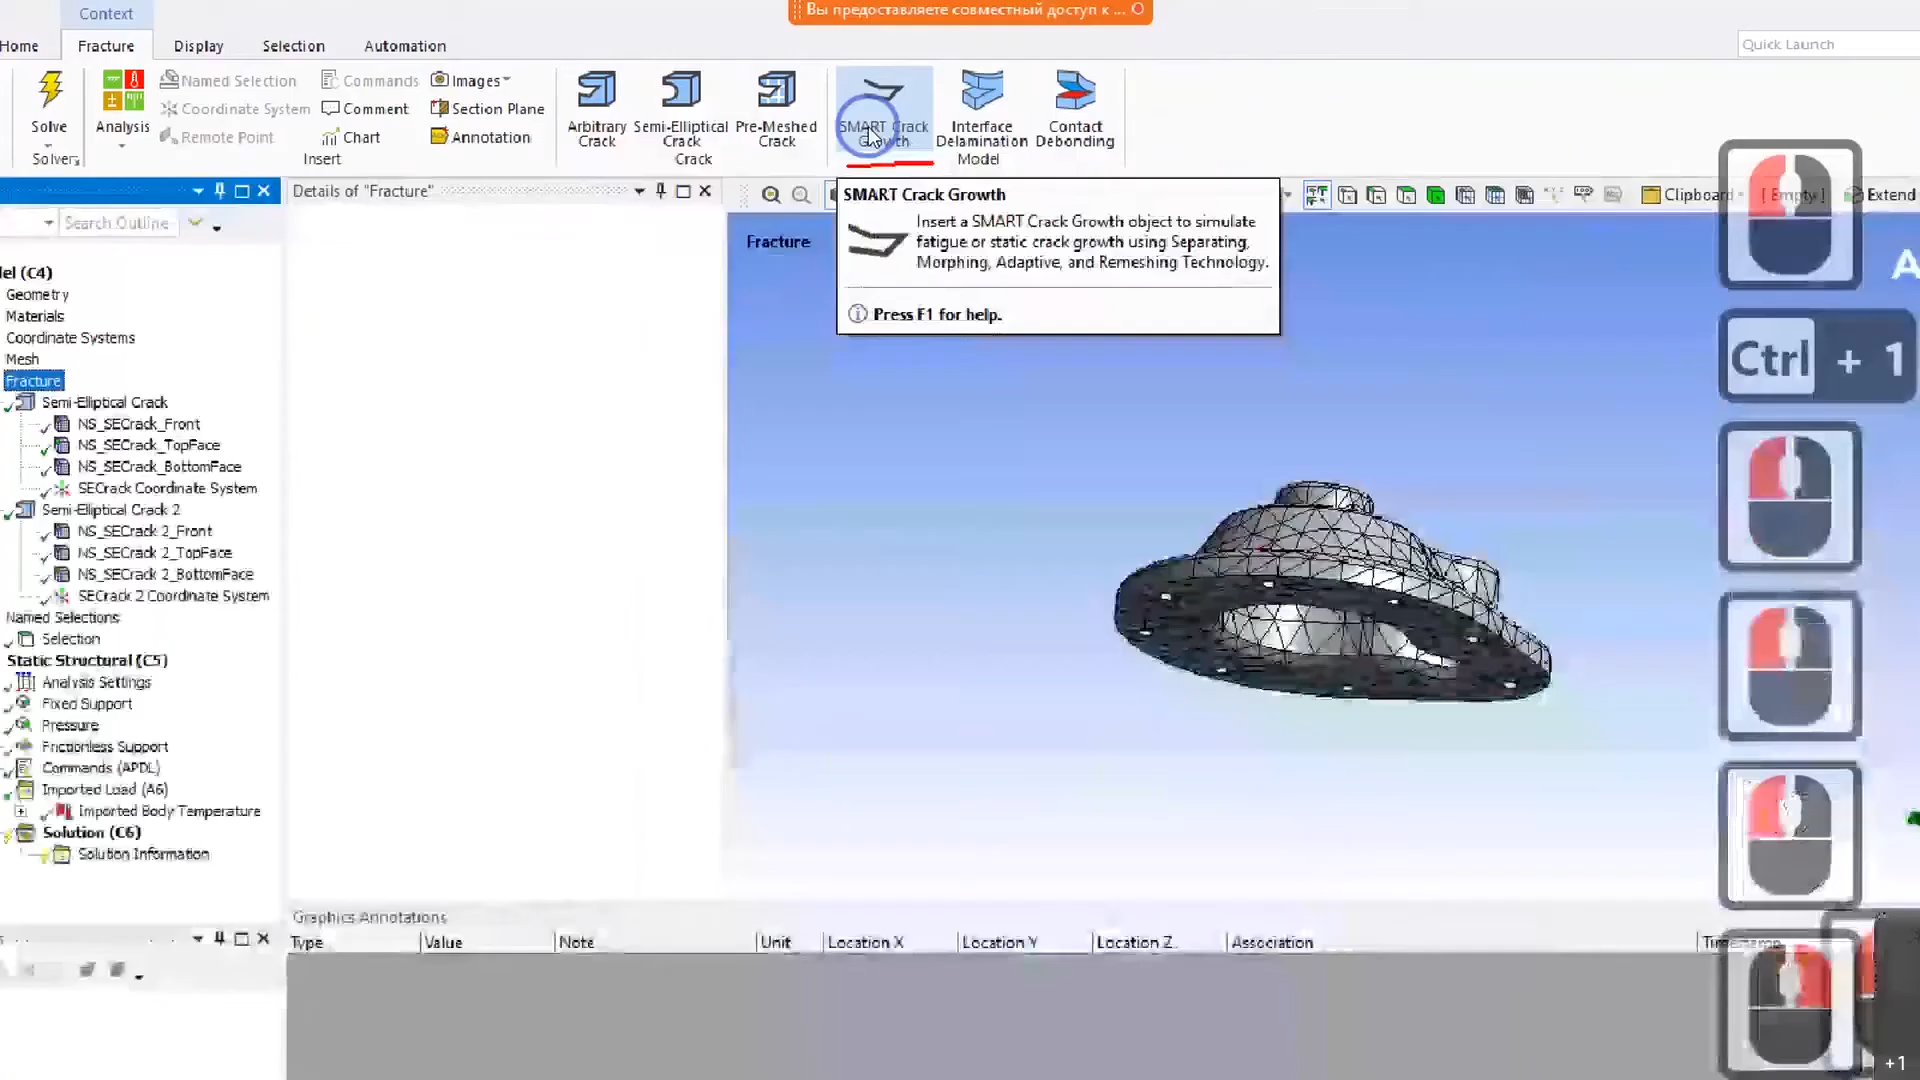 Context
Вы предоставляете совместный доступ к ...
Home Fracture Display Selection Automation
Quick Launch
Named Selection Commands Images
Coordinate System Comment Section Plane
Remote Point Chart Annotation
Solve
Analysis
Arbitrary Crack
Semi-Elliptical Crack
Pre-Meshed Crack
SMART Crack Growth
Interface Delamination
Contact Debonding
Solver Insert Crack Model
Details of "Fracture"
Clipboard [ Empty ] Extend
Search Outline
SMART Crack Growth
Insert a SMART Crack Growth object to simulate
fatigue or static crack growth using Separating,
Morphing, Adaptive, and Remeshing Technology.
Press F1 for help.
Fracture
A
Ctrl + 1
del (C4)
Geometry
Materials
Coordinate Systems
Mesh
Fracture
Semi-Elliptical Crack
NS_SECrack_Front
NS_SECrack_TopFace
NS_SECrack_BottomFace
SECrack Coordinate System
Semi-Elliptical Crack 2
NS_SECrack 2_Front
NS_SECrack 2_TopFace
NS_SECrack 2_BottomFace
SECrack 2 Coordinate System
Named Selections
Selection
Static Structural (C5)
Analysis Settings
Fixed Support
Pressure
Frictionless Support
Commands (APDL)
Imported Load (A6)
Imported Body Temperature
Solution (C6)
Solution Information
Graphics Annotations
Type Value Note Unit Location X Location Y Location Z Association Timestamp
+1